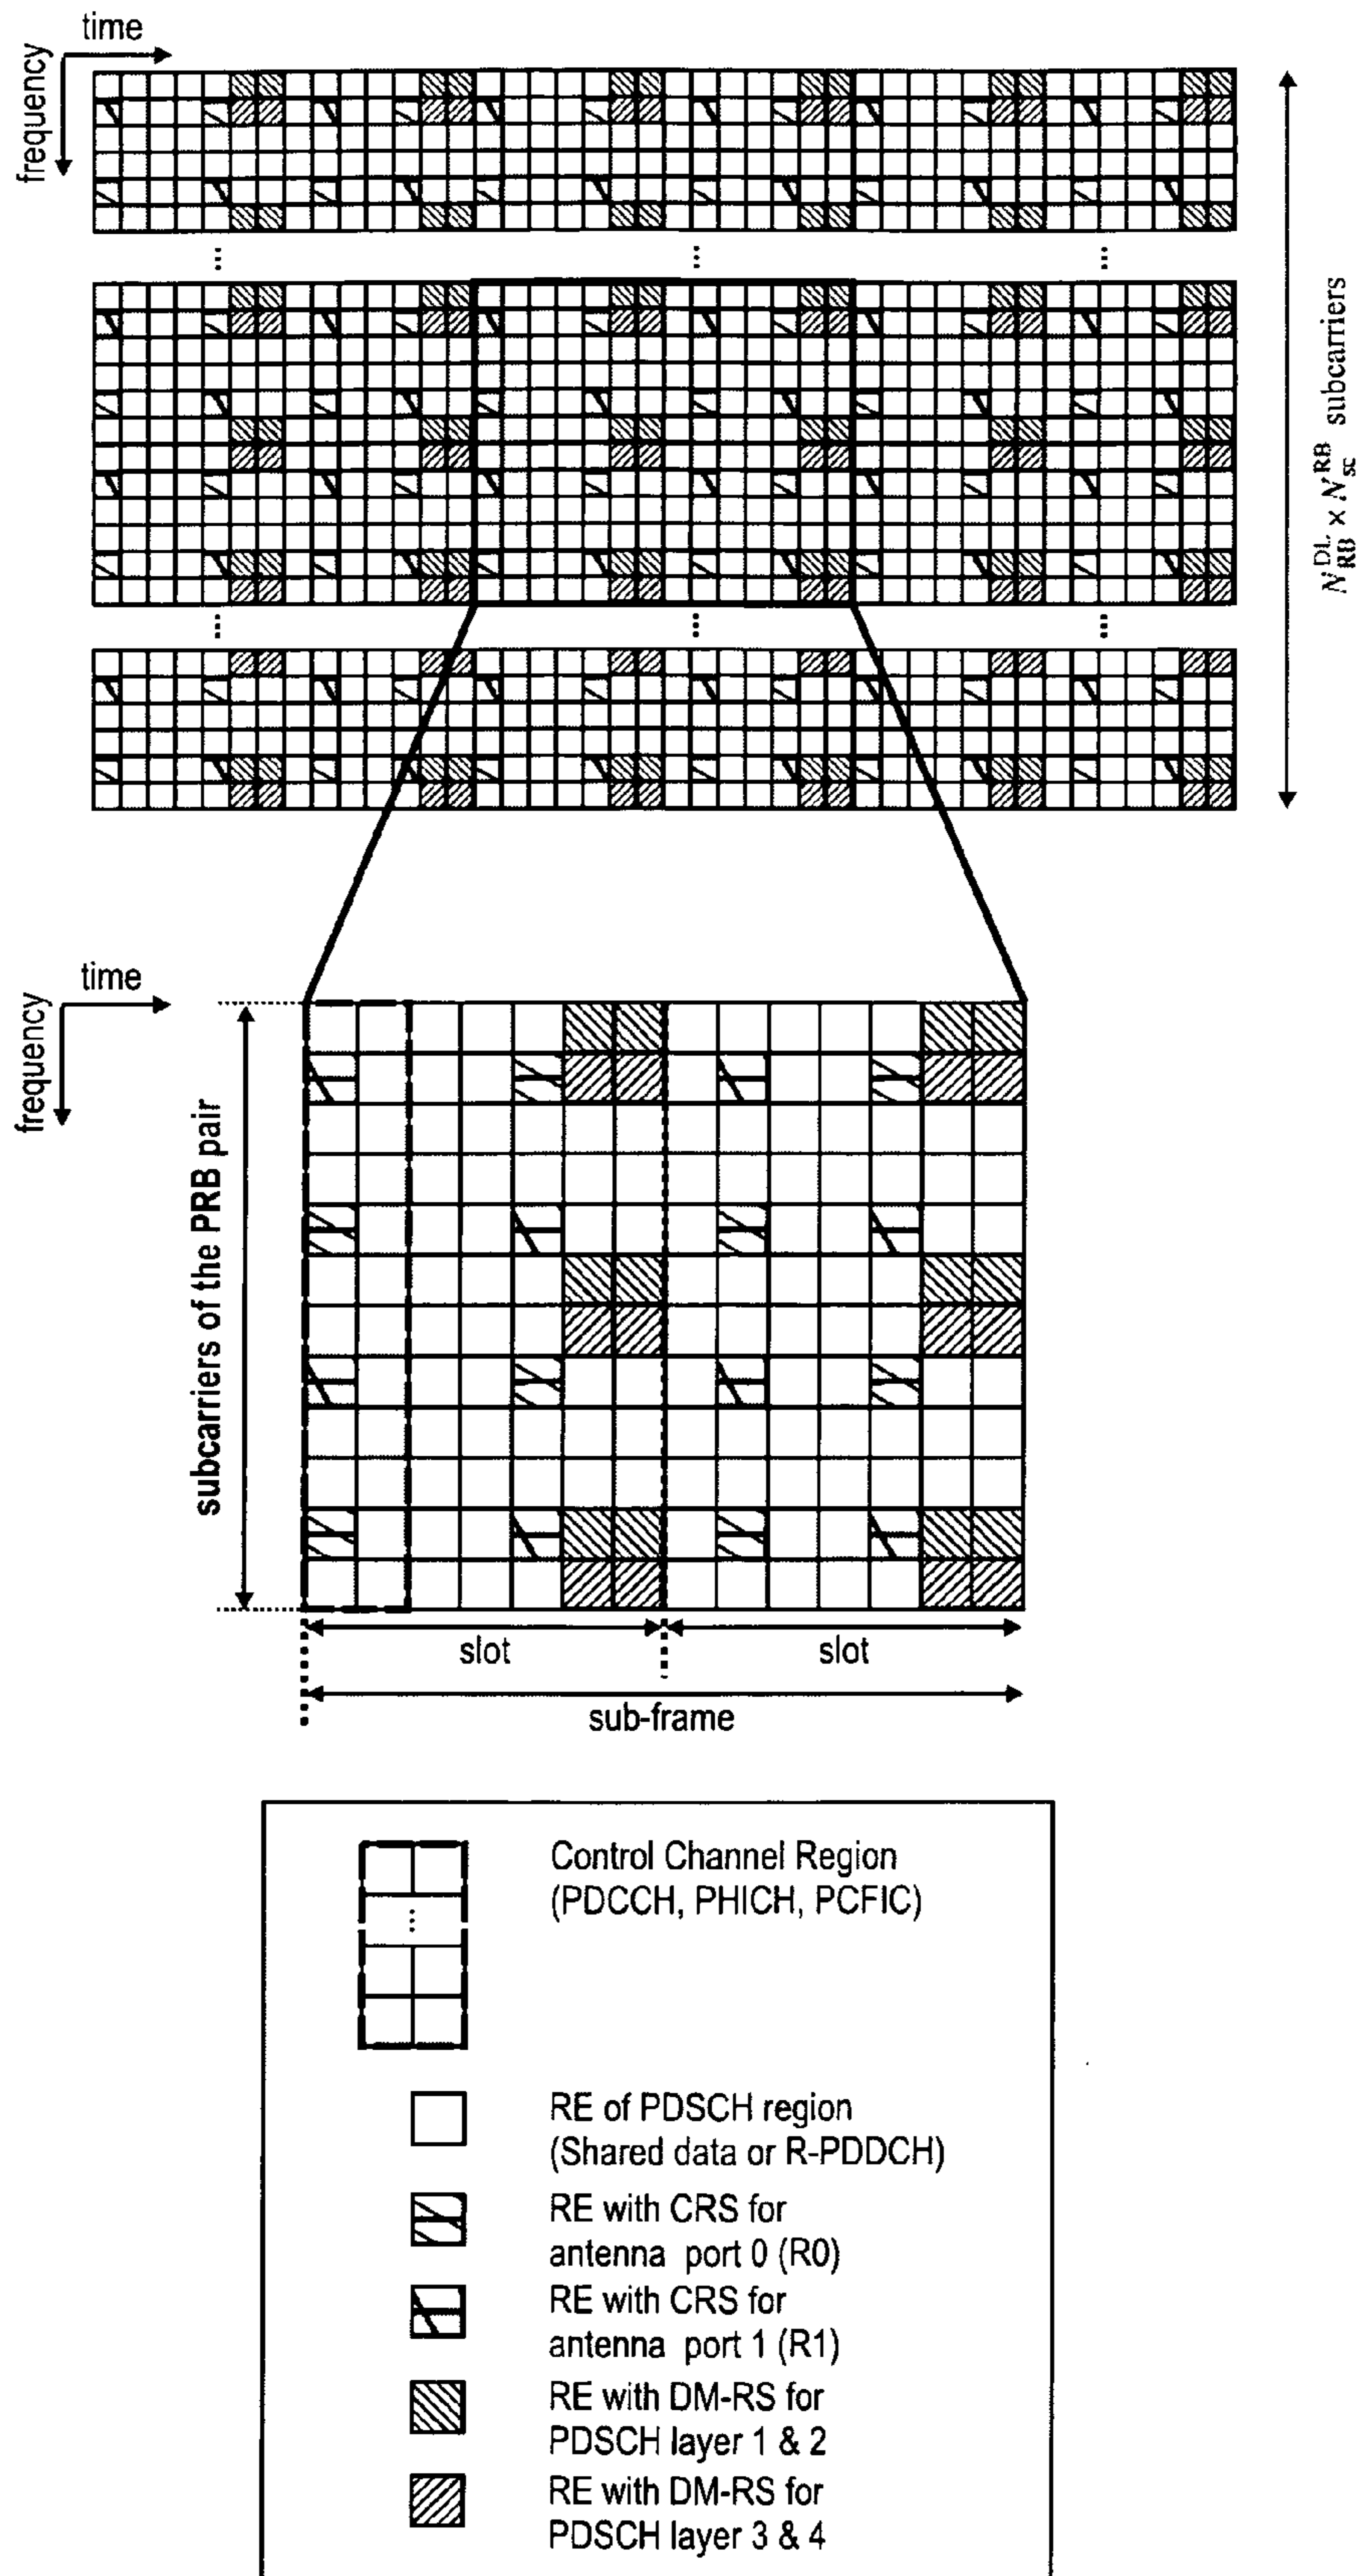 time
frequency
...
...
...
...
...
...
N_RB^DL × N_sc^RB subcarriers
time
frequency
subcarriers of the PRB pair
slot
slot
sub-frame
Control Channel Region
(PDCCH, PHICH, PCFIC)
...
RE of PDSCH region
(Shared data or R-PDDCH)
RE with CRS for
antenna port 0 (R0)
RE with CRS for
antenna port 1 (R1)
RE with DM-RS for
PDSCH layer 1 & 2
RE with DM-RS for
PDSCH layer 3 & 4